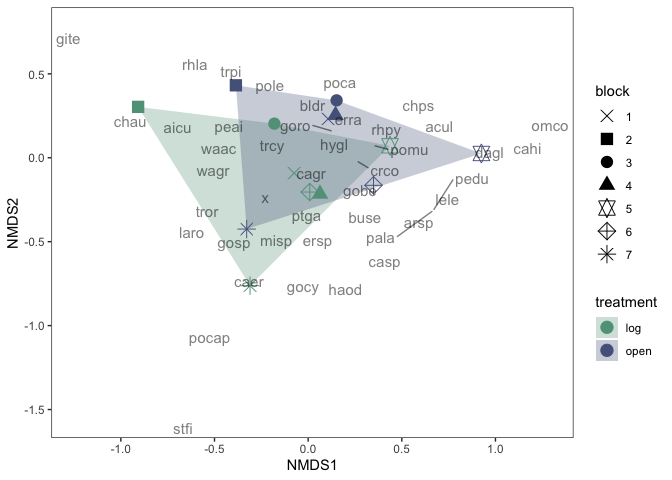 gite
rhla
trpi
pole
poca
0.5
bldr
chps
chau
aicu
peai
goro
erra
rhpy
acul
omco
waac
trcy
hygl
pomu
cahi
0.0
wagr
cagr
crco
pedu
x
gobl
lele
tror
ptga
buse
arsp
laro
gosp
misp
ersp
pala
-0.5
casp
caer
gocy
haod
-1.0
pocap
-1.5
stfi
-1.0
-0.5
0.0
0.5
1.0
NMDS1
NMDS2
block
1
2
3
4
5
6
7
treatment
log
open